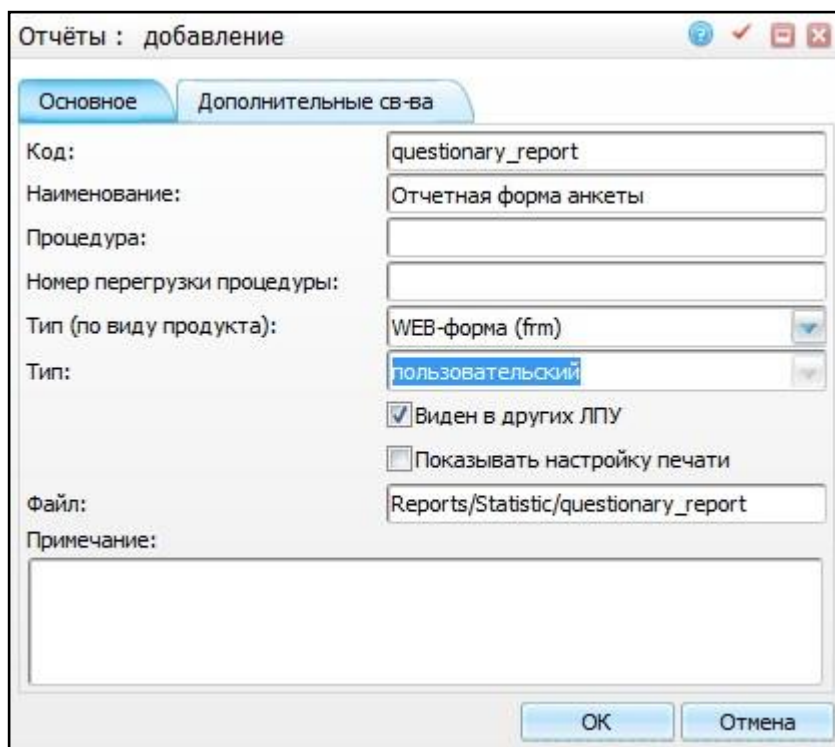 Отчёты : добавление
Основное Дополнительные св-ва
Код: questionary_report
Наименование: Отчетная форма анкеты
Процедура:
Номер перегрузки процедуры:
Тип (по виду продукта): WEB-форма (frm)
Тип: пользовательский
Виден в других ЛПУ
Показывать настройку печати
Файл: Reports/Statistic/questionary_report
Примечание:
ОК Отмена